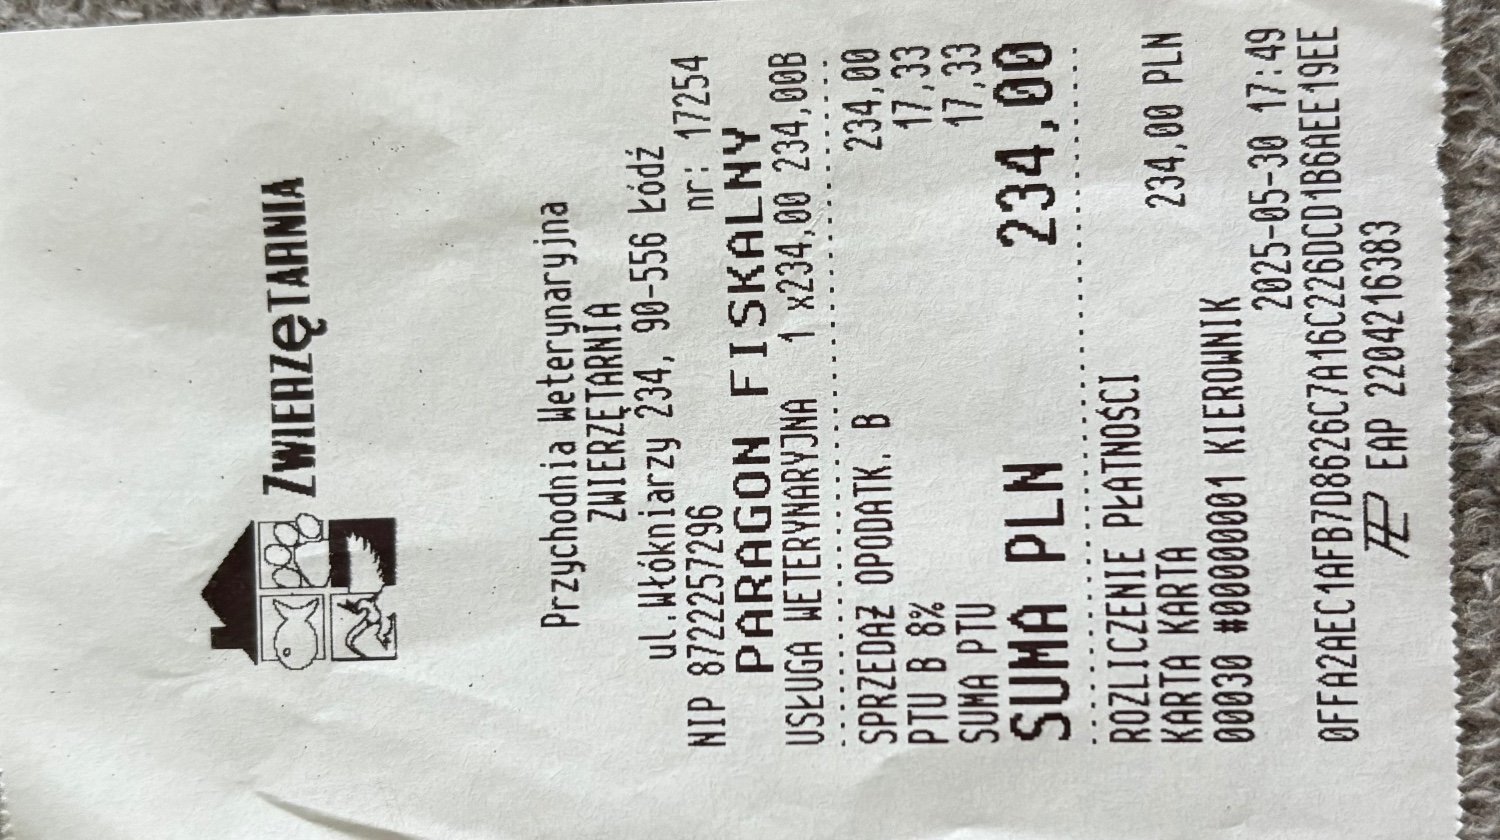 ZWIERZĘTARNIA
Przychodnia Weterynaryjna
ZWIERZĘTARNIA
ul.Włókniarzy 234, 90-556 Łódź
NIP 8722257296 nr: 17254
PARAGON FISKALNY
USŁUGA WETERYNARYJNA 1 x234,00 234,00B
SPRZEDAŻ OPODATK. B 234,00
PTU B 8% 17,33
SUMA PTU 17,33
SUMA PLN 234,00
ROZLICZENIE PŁATNOŚCI
KARTA KARTA 234,00 PLN
00030 #00000001 KIEROWNIK
2025-05-30 17:49
0FFA2AEC1AFB7D8626C7A16C226DCD1B6AEE19EE
EAP 2204216383